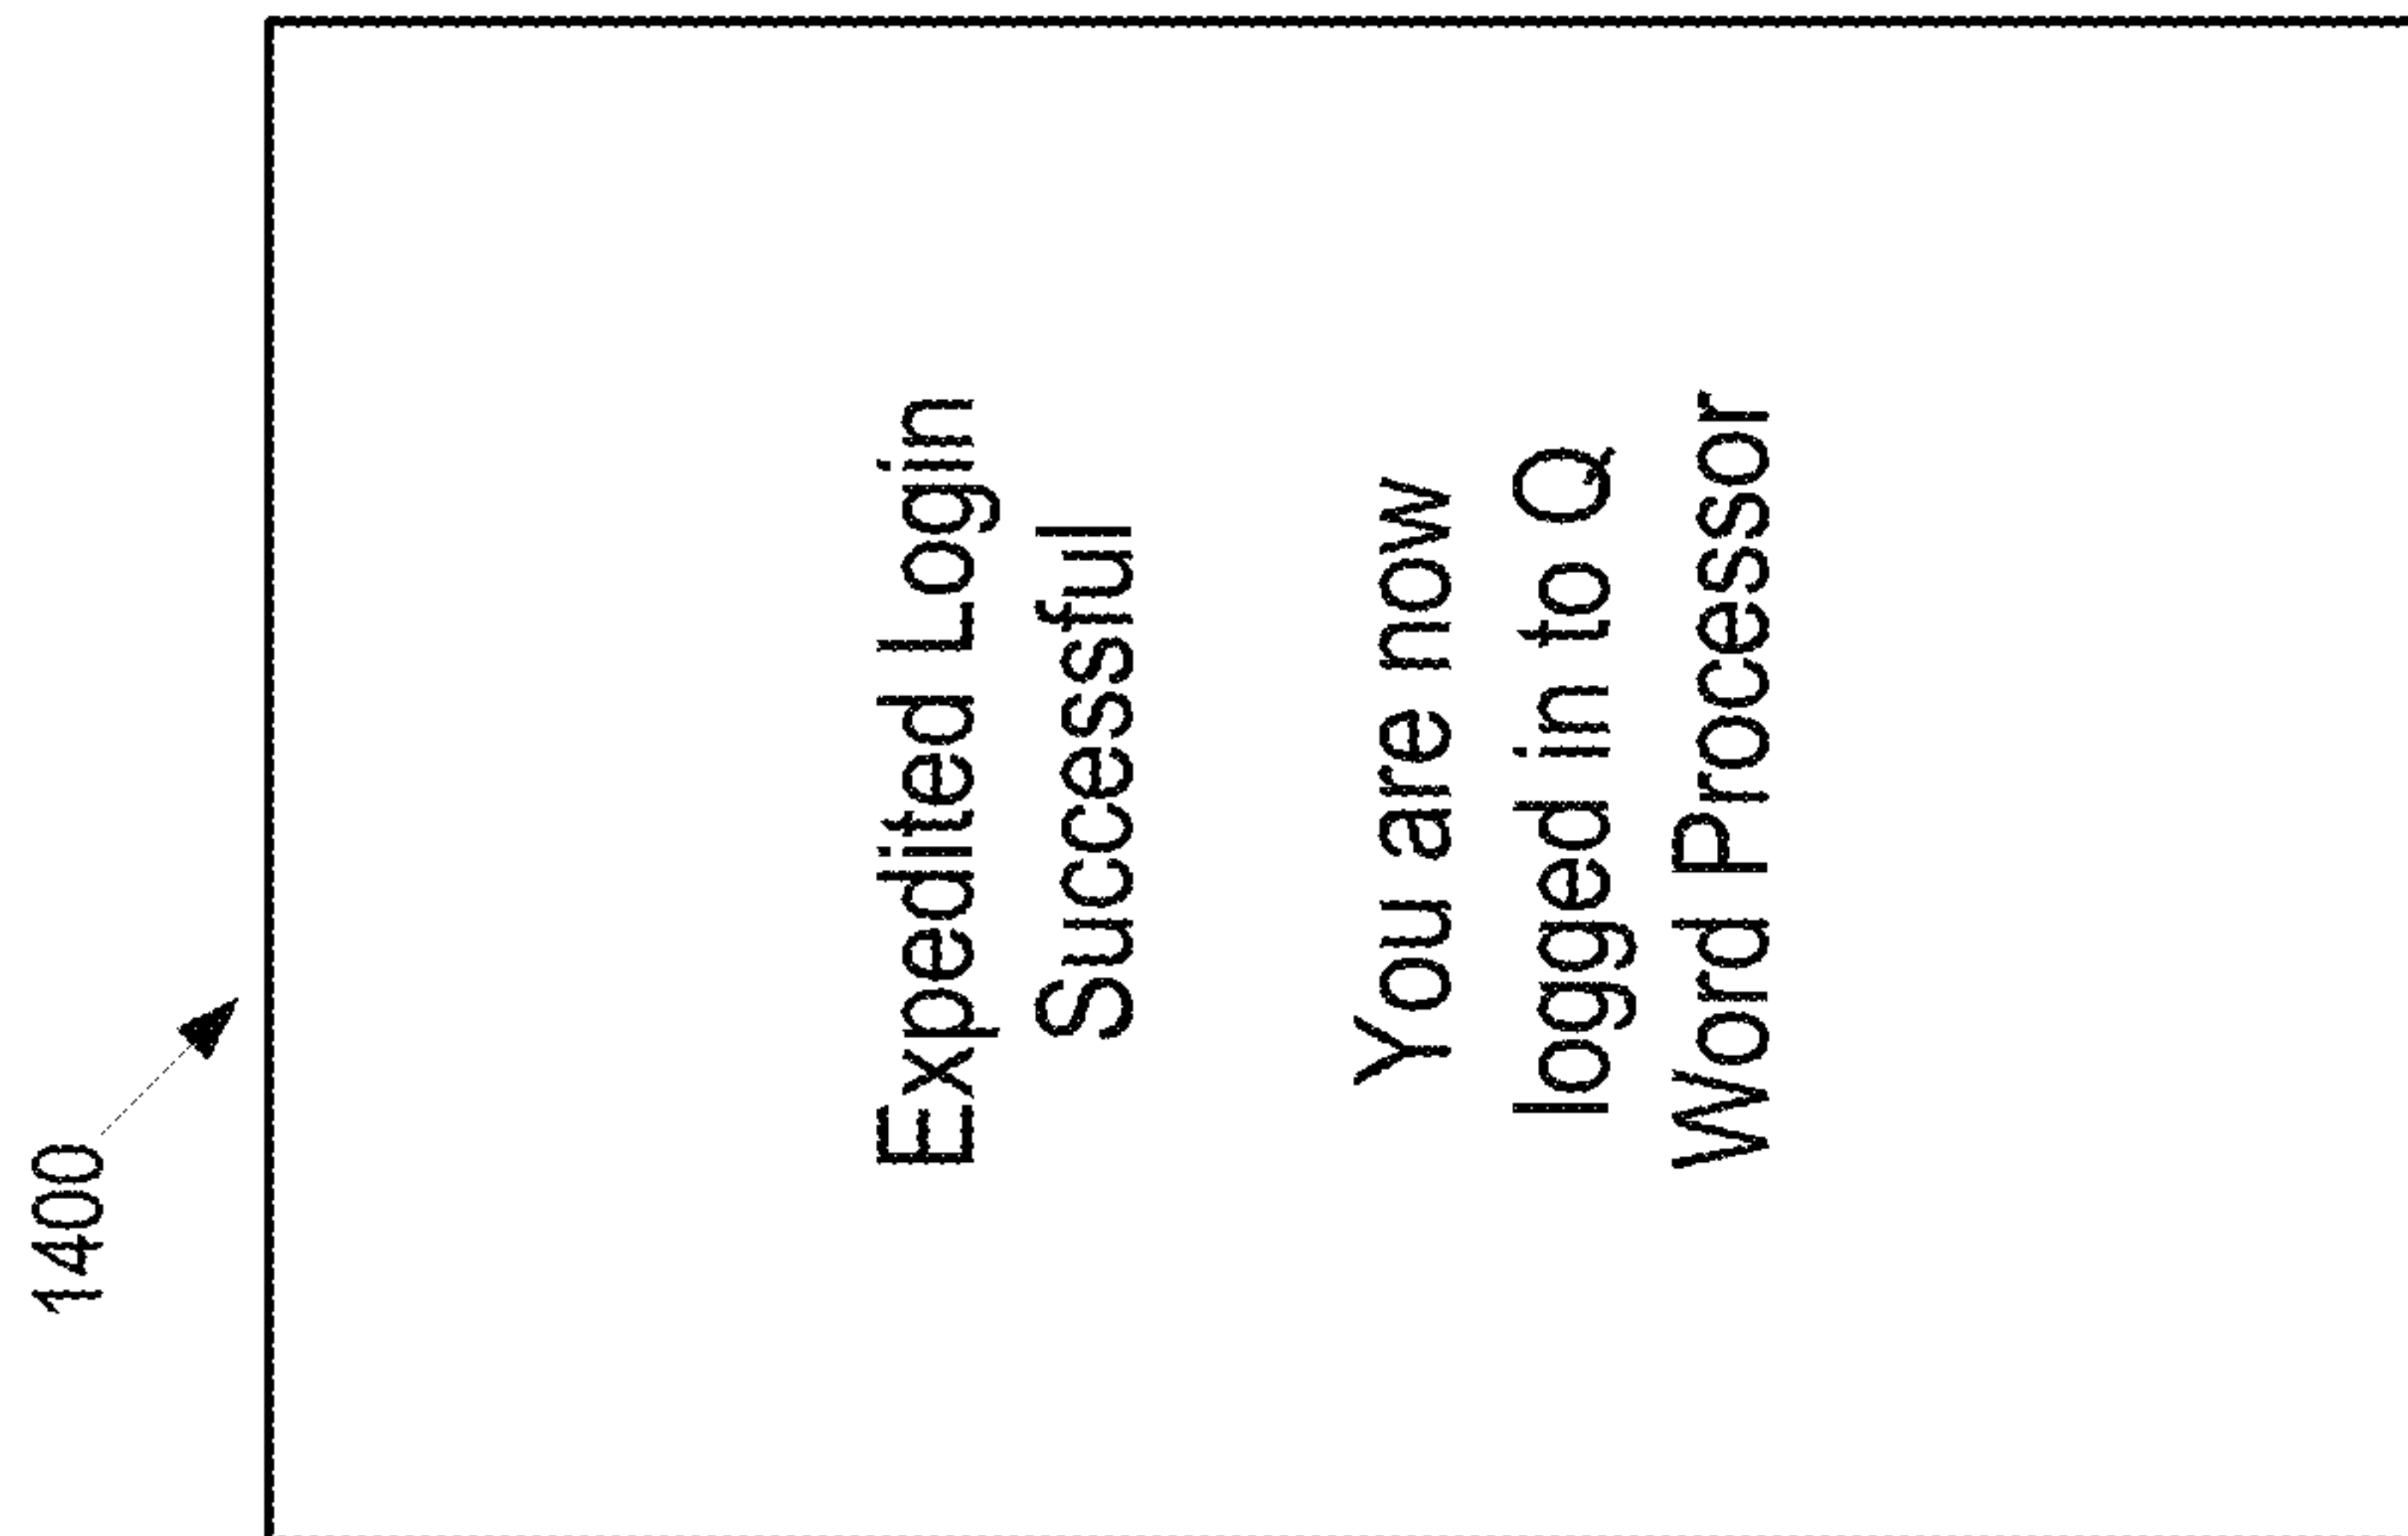 1400
Expedited Login
Successful
You are now
logged in to Q
Word Processor